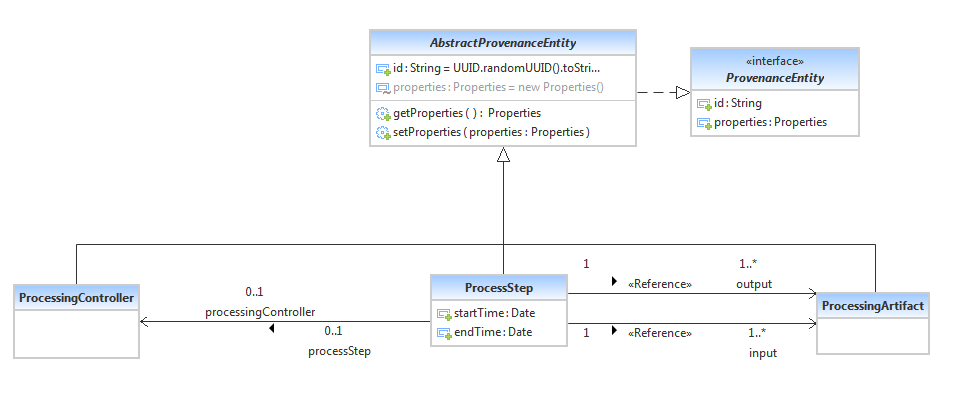 AbstractProvenanceEntity
id : String = UUID.randomUUID().toStri...
properties : Properties = new Properties()
getProperties ( ) : Properties
setProperties ( properties : Properties )
«interface»
ProvenanceEntity
id : String
properties : Properties
ProcessingController
0..1
processingController
0..1
processStep
ProcessStep
startTime : Date
endTime : Date
1
«Reference»
1..*
output
1
«Reference»
1..*
input
ProcessingArtifact